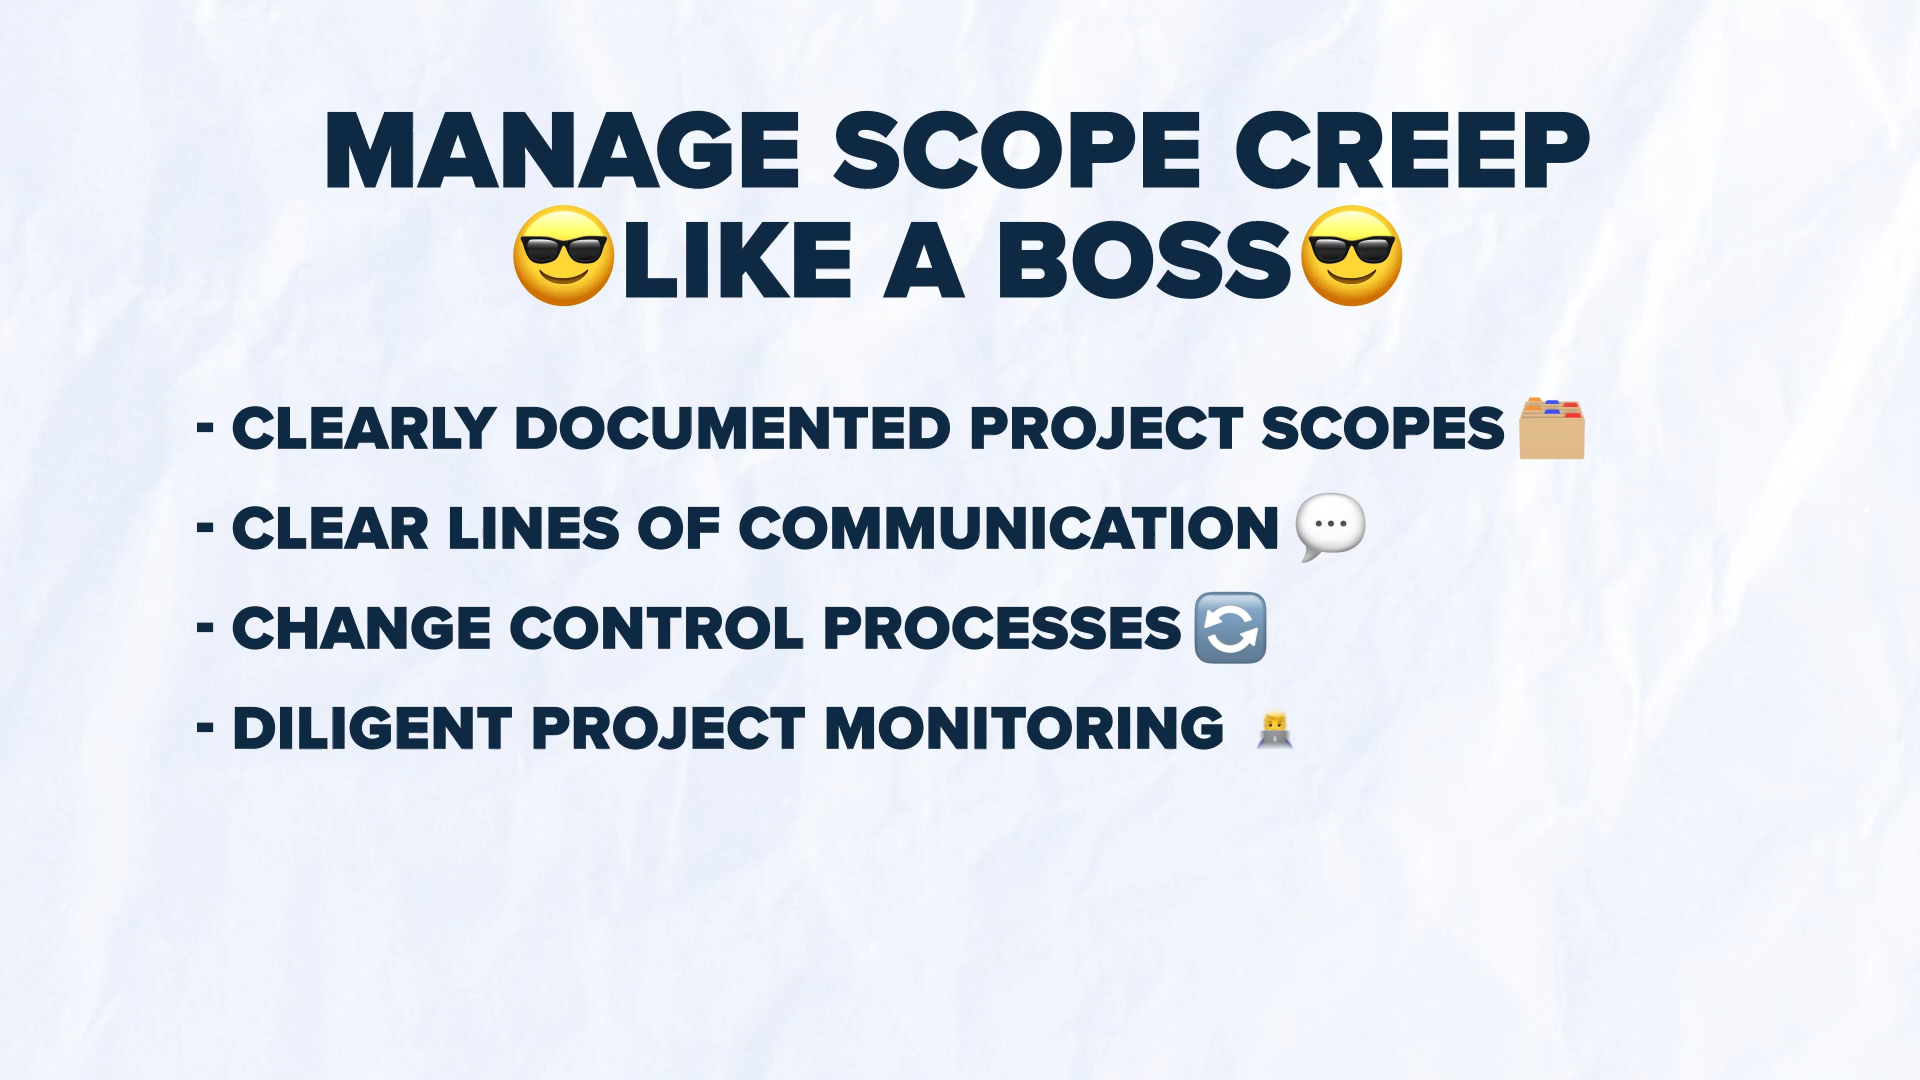 MANAGE SCOPE CREEP
😎LIKE A BOSS😎
- CLEARLY DOCUMENTED PROJECT SCOPES 🗂️
- CLEAR LINES OF COMMUNICATION 💬
- CHANGE CONTROL PROCESSES 🔄
- DILIGENT PROJECT MONITORING 👨‍💻